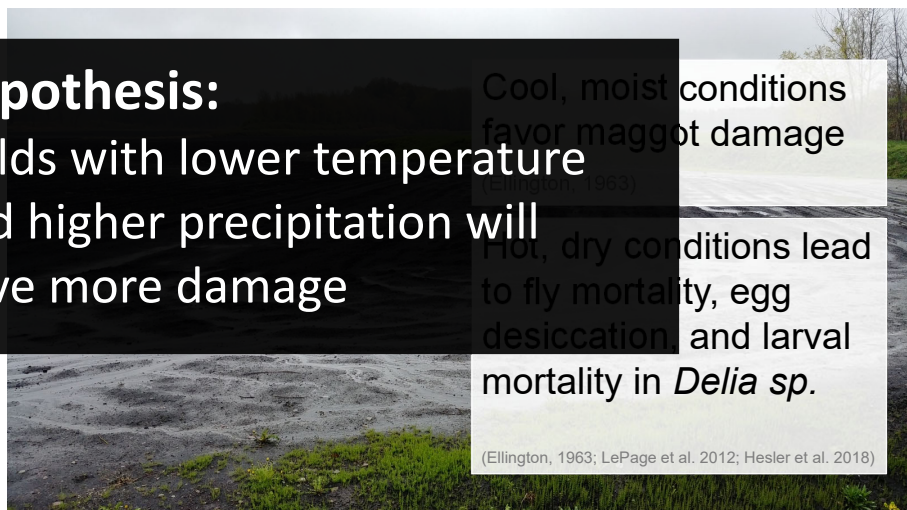 pothesis:
lds with lower temperature
d higher precipitation will
ve more damage
Cool, moist conditions
favor maggot damage
(Ellington, 1963)
Hot, dry conditions lead
to fly mortality, egg
desiccation, and larval
mortality in Delia sp.
(Ellington, 1963; LePage et al. 2012; Hesler et al. 2018)